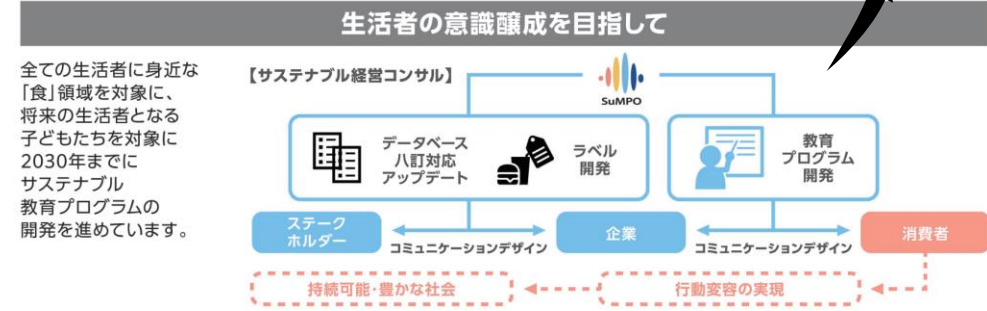 生活者の意識醸成を目指して
全ての生活者に身近な
「食」領域を対象に、
将来の生活者となる
子どもたちを対象に
2030年までに
サステナブル
教育プログラムの
開発を進めています。
【サステナブル経営コンサル】
SuMPO
データベース
八訂対応
アップデート
ラベル
開発
教育
プログラム
開発
ステーク
ホルダー
コミュニケーションデザイン
企業
コミュニケーションデザイン
消費者
持続可能・豊かな社会
行動変容の実現